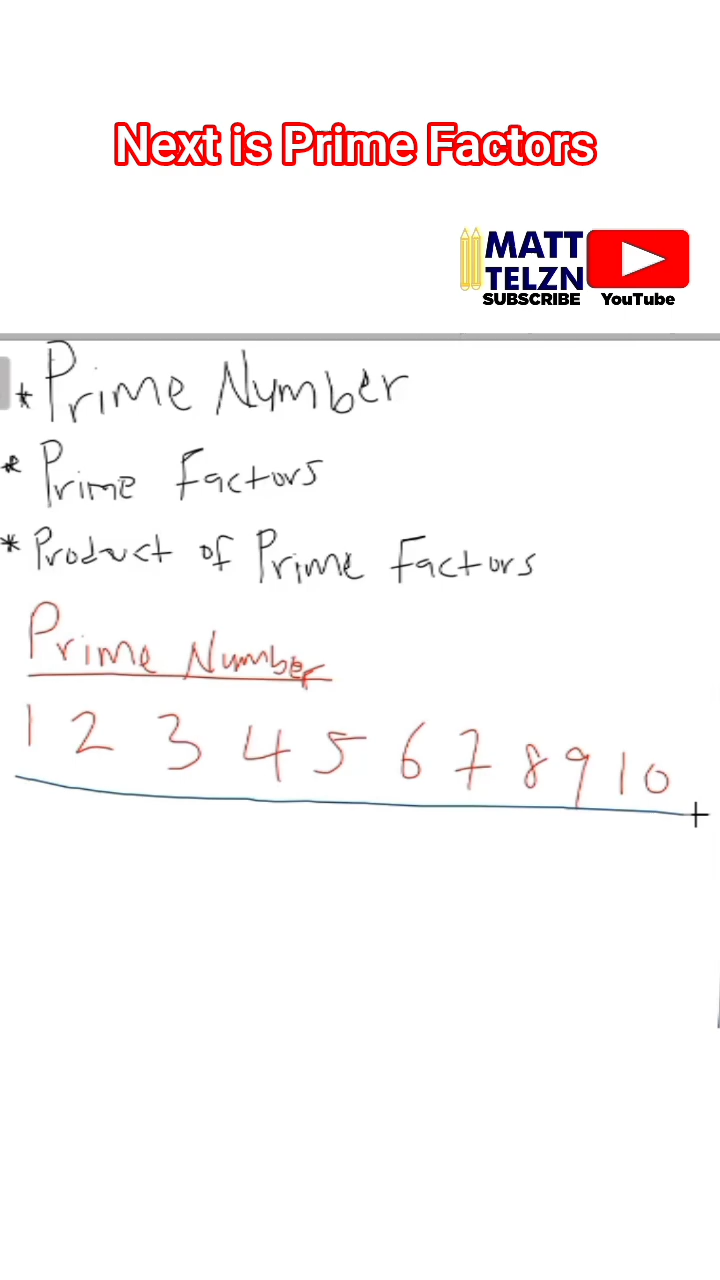 Next is Prime Factors
MATT
TELZN
SUBSCRIBE YouTube
* Prime Number
* Prime Factors
* Product of Prime Factors
Prime Number
1 2 3 4 5 6 7 8 9 10